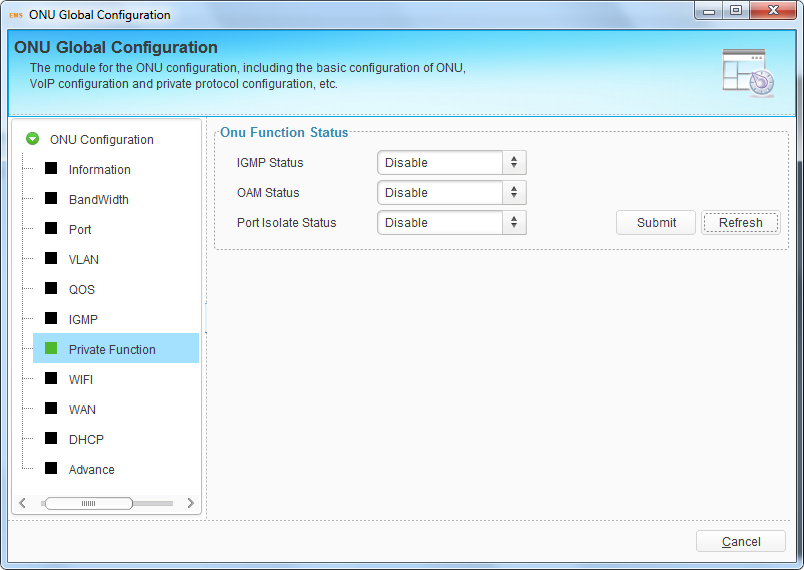 EMS ONU Global Configuration
ONU Global Configuration
The module for the ONU configuration, including the basic configuration of ONU,
VoIP configuration and private protocol configuration, etc.
ONU Configuration
Information
BandWidth
Port
VLAN
QOS
IGMP
Private Function
WIFI
WAN
DHCP
Advance
Onu Function Status
IGMP Status Disable
OAM Status Disable
Port Isolate Status Disable Submit Refresh
Cancel